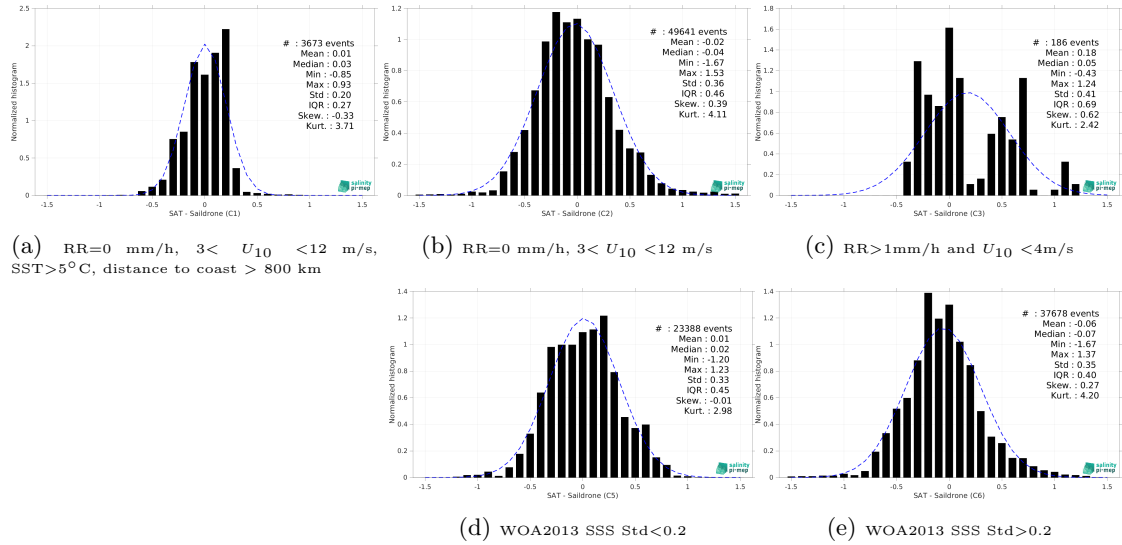 2.5
2
1.5
1
0.5
0
Normalized histogram
# : 3673 events
Mean : 0.01
Median : 0.03
Min : -0.85
Max : 0.93
Std : 0.20
IQR : 0.27
Skew. : -0.33
Kurt. : 3.71
salinity
pi-mep
-1.5 -1 -0.5 0 0.5 1 1.5
SAT - Saildrone (C1)
(a) RR=0 mm/h, 3< U10 <12 m/s,
SST>5°C, distance to coast > 800 km
1.2
1
0.8
0.6
0.4
0.2
0
Normalized histogram
# : 49641 events
Mean : -0.02
Median : -0.04
Min : -1.67
Max : 1.53
Std : 0.36
IQR : 0.46
Skew. : 0.39
Kurt. : 4.11
salinity
pi-mep
-1.5 -1 -0.5 0 0.5 1 1.5
SAT - Saildrone (C2)
(b) RR=0 mm/h, 3< U10 <12 m/s
1.8
1.6
1.4
1.2
1
0.8
0.6
0.4
0.2
0
Normalized histogram
# : 186 events
Mean : 0.18
Median : 0.05
Min : -0.43
Max : 1.24
Std : 0.41
IQR : 0.69
Skew. : 0.62
Kurt. : 2.42
salinity
pi-mep
-1.5 -1 -0.5 0 0.5 1 1.5
SAT - Saildrone (C3)
(c) RR>1mm/h and U10 <4m/s
1.4
1.2
1
0.8
0.6
0.4
0.2
0
Normalized histogram
# : 23388 events
Mean : 0.01
Median : 0.02
Min : -1.20
Max : 1.23
Std : 0.33
IQR : 0.45
Skew. : -0.01
Kurt. : 2.98
salinity
pi-mep
-1.5 -1 -0.5 0 0.5 1 1.5
SAT - Saildrone (C5)
(d) WOA2013 SSS Std<0.2
1.4
1.2
1
0.8
0.6
0.4
0.2
0
Normalized histogram
# : 37678 events
Mean : -0.06
Median : -0.07
Min : -1.67
Max : 1.37
Std : 0.35
IQR : 0.40
Skew. : 0.27
Kurt. : 4.20
salinity
pi-mep
-1.5 -1 -0.5 0 0.5 1 1.5
SAT - Saildrone (C6)
(e) WOA2013 SSS Std>0.2